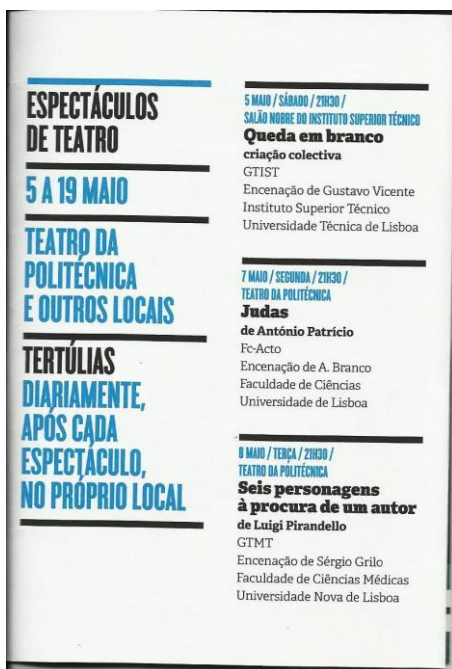 ESPECTÁCULOS
DE TEATRO
5 A 19 MAIO
TEATRO DA
POLITÉCNICA
E OUTROS LOCAIS
TERTÚLIAS
DIARIAMENTE,
APÓS CADA
ESPECTÁCULO,
NO PRÓPRIO LOCAL
5 MAIO / SÁBADO / 21H30 /
SALÃO NOBRE DO INSTITUTO SUPERIOR TÉCNICO
Queda em branco
criação colectiva
GTIST
Encenação de Gustavo Vicente
Instituto Superior Técnico
Universidade Técnica de Lisboa
7 MAIO / SEGUNDA / 21H30 /
TEATRO DA POLITÉCNICA
Judas
de António Patrício
Fc-Acto
Encenação de A. Branco
Faculdade de Ciências
Universidade de Lisboa
8 MAIO / TERÇA / 21H30 /
TEATRO DA POLITÉCNICA
Seis personagens
à procura de um autor
de Luigi Pirandello
GTMT
Encenação de Sérgio Grilo
Faculdade de Ciências Médicas
Universidade Nova de Lisboa